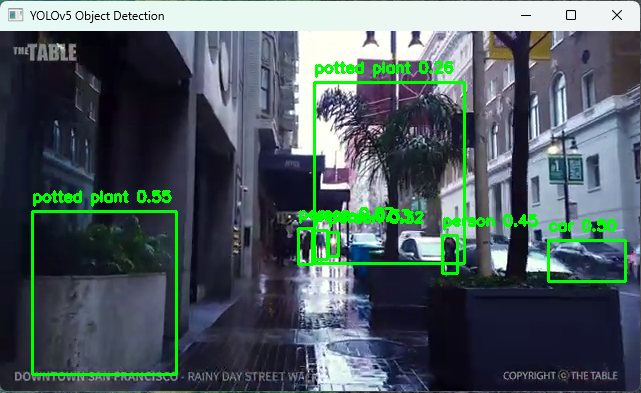 YOLOv5 Object Detection
THE TABLE
potted plant 0.26
potted plant 0.55
person 0.45
car 0.50
DOWNTOWN SAN FRANCISCO - RAINY DAY STREET
COPYRIGHT ⓒ THE TABLE